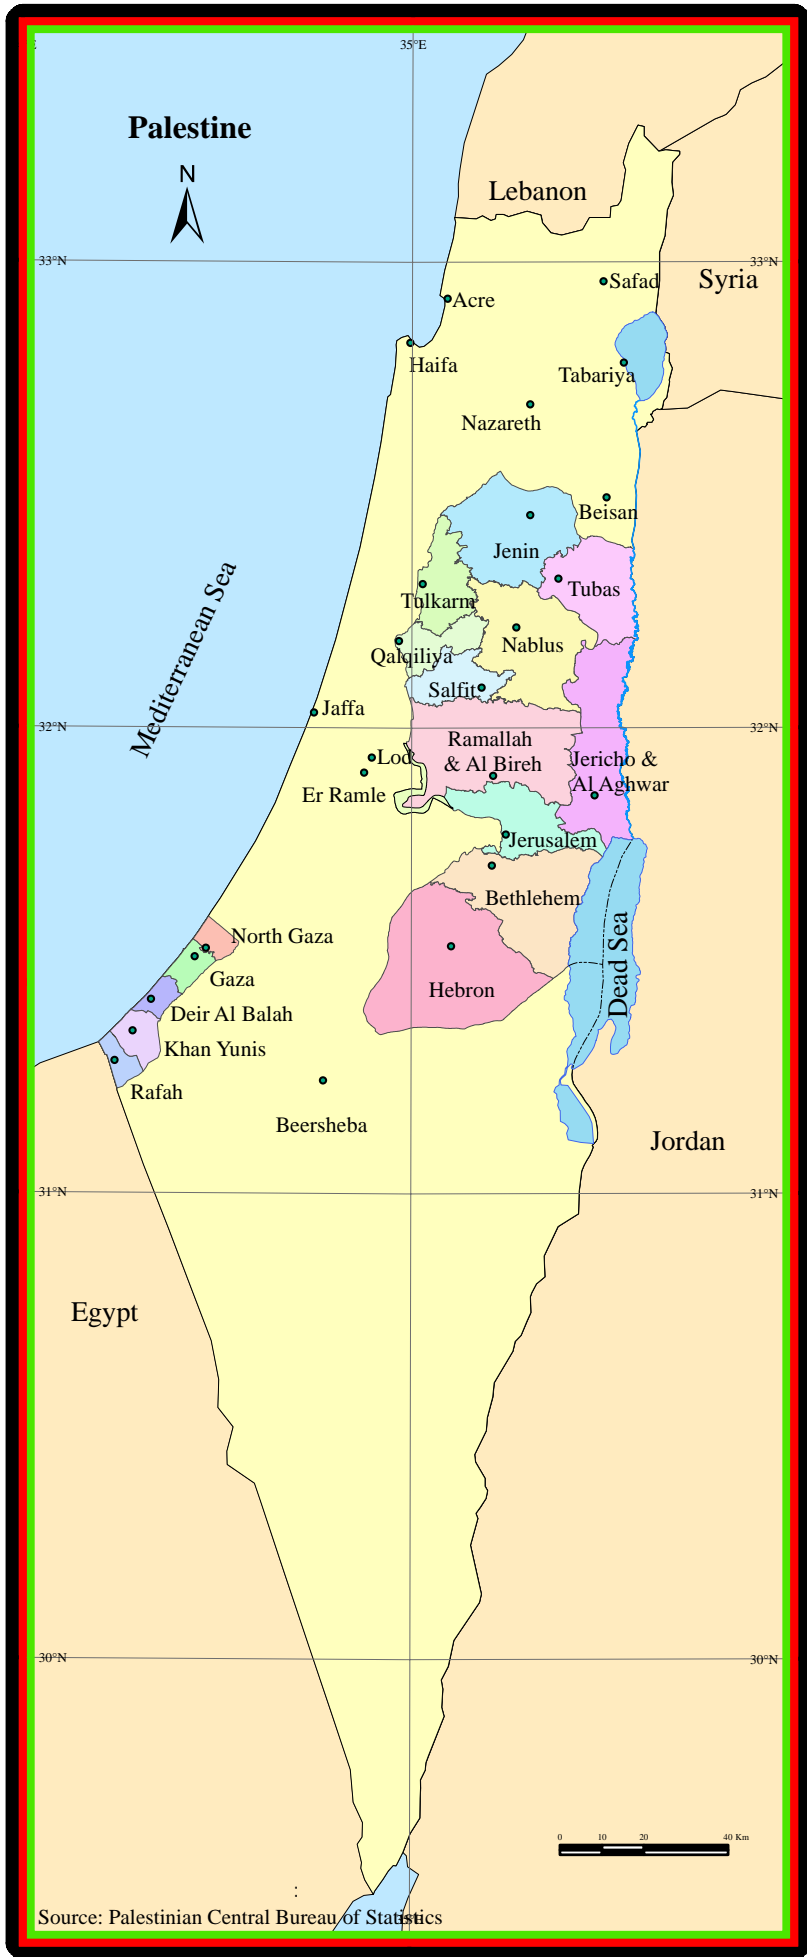 35°E
Palestine
N
Lebanon
33°N
33°N
Syria
Safad
Acre
Haifa
Tabariya
Nazareth
Beisan
Jenin
Tubas
Tulkarm
Nablus
Qalqiliya
Salfit
Mediterranean Sea
Jaffa
32°N
32°N
Ramallah
& Al Bireh
Lod
Jericho &
Al Aghwar
Er Ramle
Jerusalem
Bethlehem
North Gaza
Dead Sea
Gaza
Hebron
Deir Al Balah
Khan Yunis
Rafah
Beersheba
Jordan
31°N
31°N
Egypt
30°N
30°N
0 10 20 40 Km
:
Source: Palestinian Central Bureau of Statistics